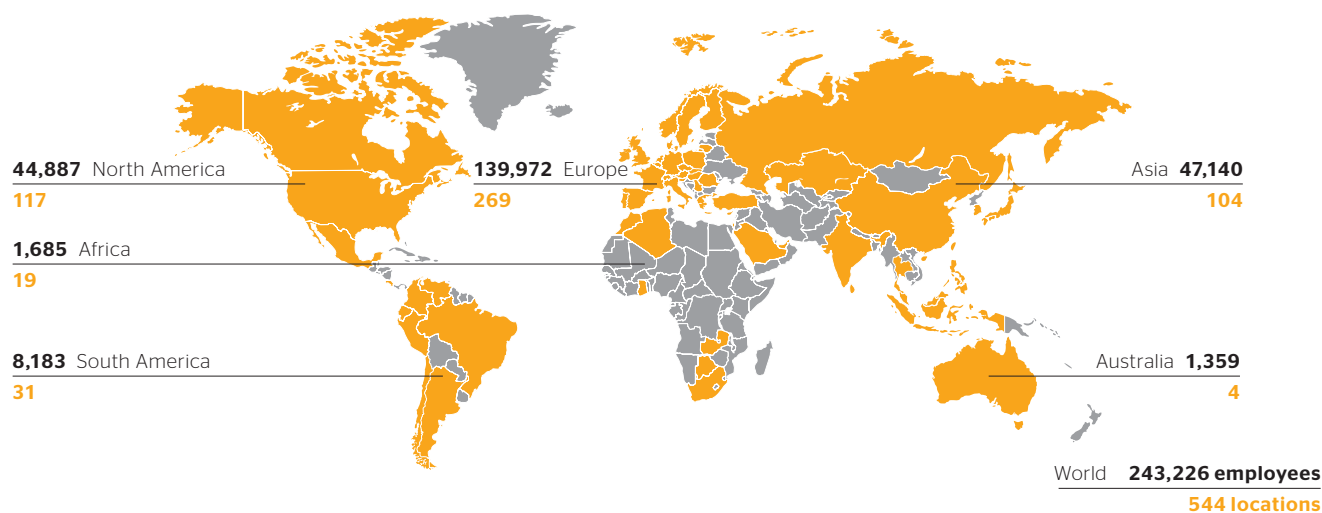 44,887 North America
117
139,972 Europe
269
Asia 47,140
104
1,685 Africa
19
8,183 South America
31
Australia 1,359
4
World 243,226 employees
544 locations